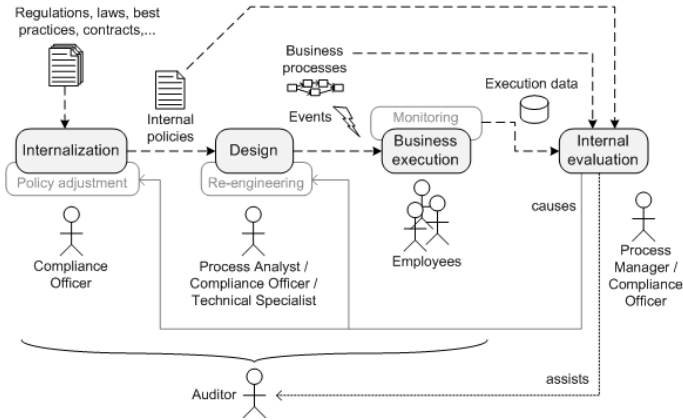 Regulations, laws, best
practices, contracts,...
Internal
policies
Business
processes
Events
Execution data
Monitoring
Internalization
Policy adjustment
Design
Re-engineering
Business
execution
Internal
evaluation
causes
Compliance
Officer
Process Analyst /
Compliance Officer /
Technical Specialist
Employees
Process
Manager /
Compliance
Officer
Auditor
assists